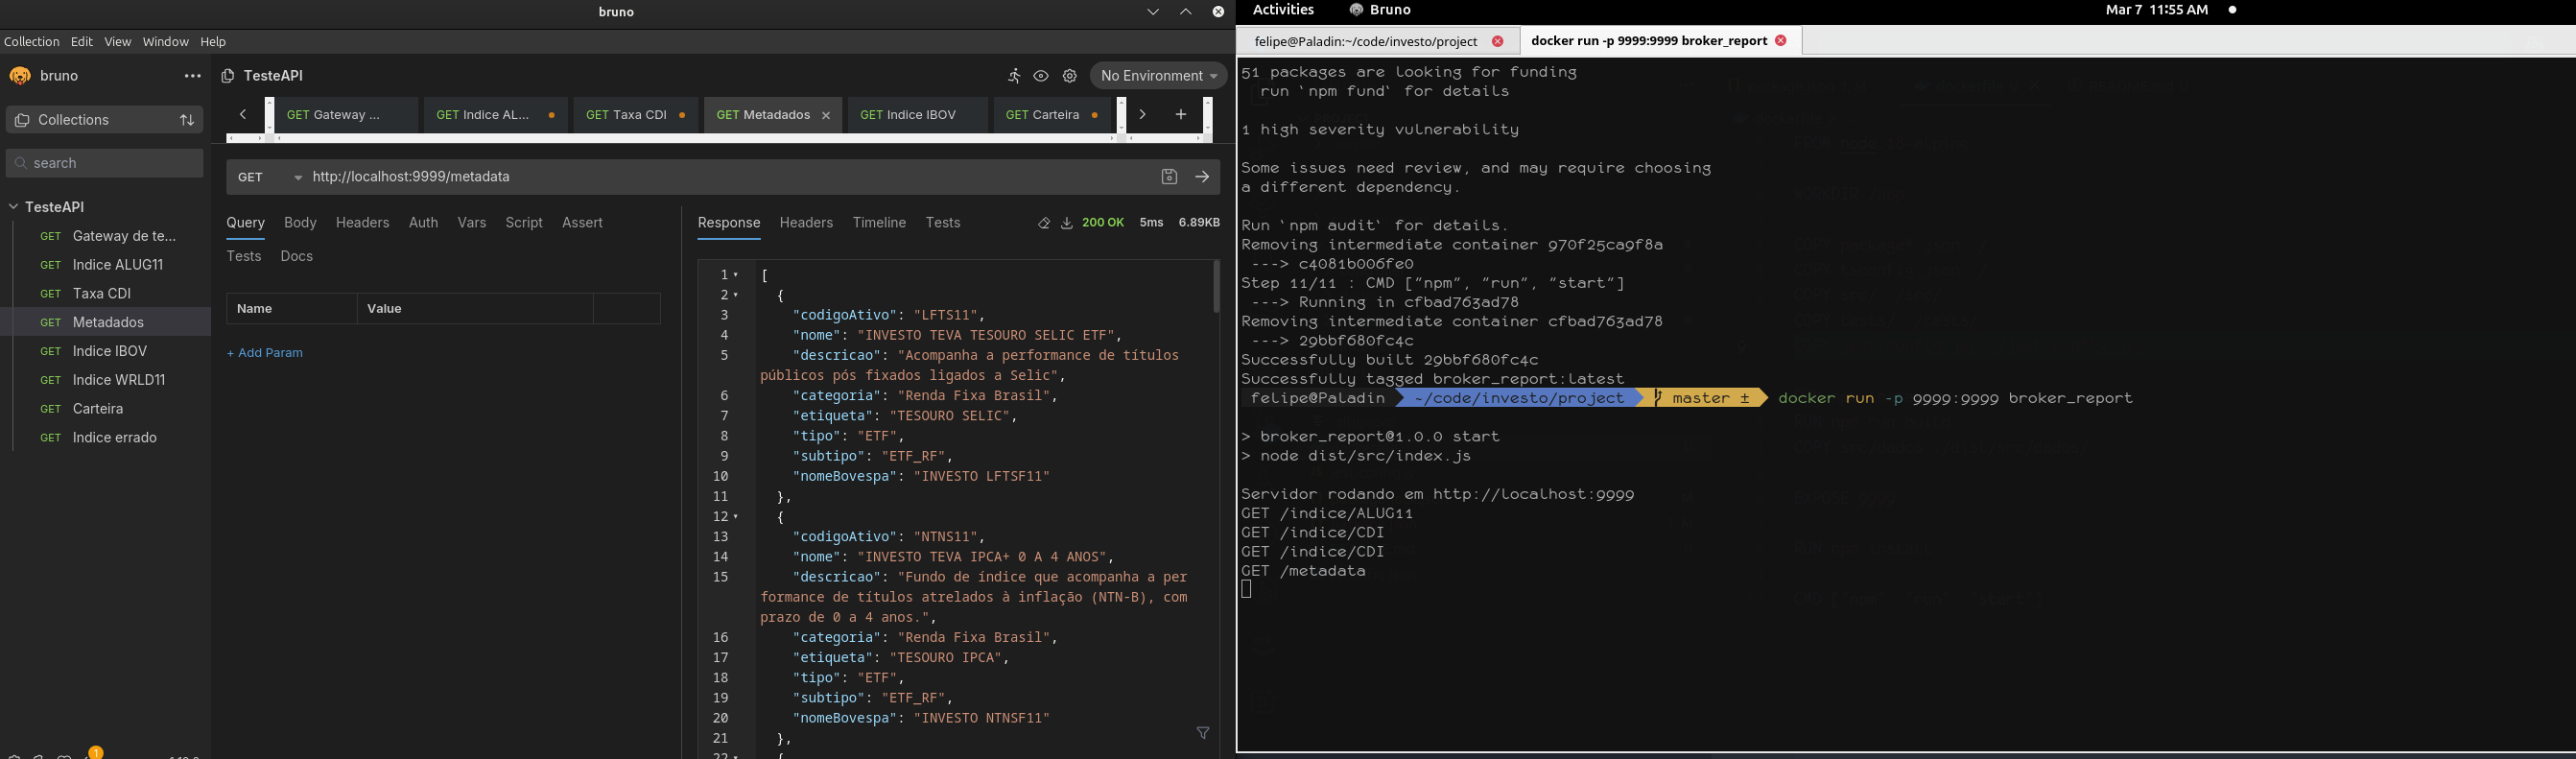 bruno
Collection Edit View Window Help
bruno
TesteAPI
No Environment
Collections
GET Gateway ...
GET Indice AL...
GET Taxa CDI
GET Metadados
GET Indice IBOV
GET Carteira
search
GET http://localhost:9999/metadata
TesteAPI
GET Gateway de te...
GET Indice ALUG11
GET Taxa CDI
GET Metadados
GET Indice IBOV
GET Indice WRLD11
GET Carteira
GET Indice errado
1
Query Body Headers Auth Vars Script Assert
Tests Docs
Name Value
+ Add Param
Response Headers Timeline Tests 200 OK 5ms 6.89KB
1 [
2 {
3 "codigoAtivo": "LFTS11",
4 "nome": "INVESTO TEVA TESOURO SELIC ETF",
5 "descricao": "Acompanha a performance de títulos
públicos pós fixados ligados a Selic",
6 "categoria": "Renda Fixa Brasil",
7 "etiqueta": "TESOURO SELIC",
8 "tipo": "ETF",
9 "subtipo": "ETF_RF",
10 "nomeBovespa": "INVESTO LFTSF11"
11 },
12 {
13 "codigoAtivo": "NTNS11",
14 "nome": "INVESTO TEVA IPCA+ 0 A 4 ANOS",
15 "descricao": "Fundo de índice que acompanha a per
formance de títulos atrelados à inflação (NTN-B), com
prazo de 0 a 4 anos.",
16 "categoria": "Renda Fixa Brasil",
17 "etiqueta": "TESOURO IPCA",
18 "tipo": "ETF",
19 "subtipo": "ETF_RF",
20 "nomeBovespa": "INVESTO NTNSF11"
21 },
22 {
Activities Bruno Mar 7 11:55 AM
felipe@Paladin:~/code/investo/project
docker run -p 9999:9999 broker_report
51 packages are looking for funding
run `npm fund` for details
1 high severity vulnerability
Some issues need review, and may require choosing
a different dependency.
Run `npm audit` for details.
Removing intermediate container 970f25ca9f8a
---> c4081b006fe0
Step 11/11 : CMD ["npm", "run", "start"]
---> Running in cfbad763ad78
Removing intermediate container cfbad763ad78
---> 29bbf680fc4c
Successfully built 29bbf680fc4c
Successfully tagged broker_report:latest
felipe@Paladin ~/code/investo/project master ± docker run -p 9999:9999 broker_report
> broker_report@1.0.0 start
> node dist/src/index.js
Servidor rodando em http://localhost:9999
GET /indice/ALUG11
GET /indice/CDI
GET /indice/CDI
GET /metadata